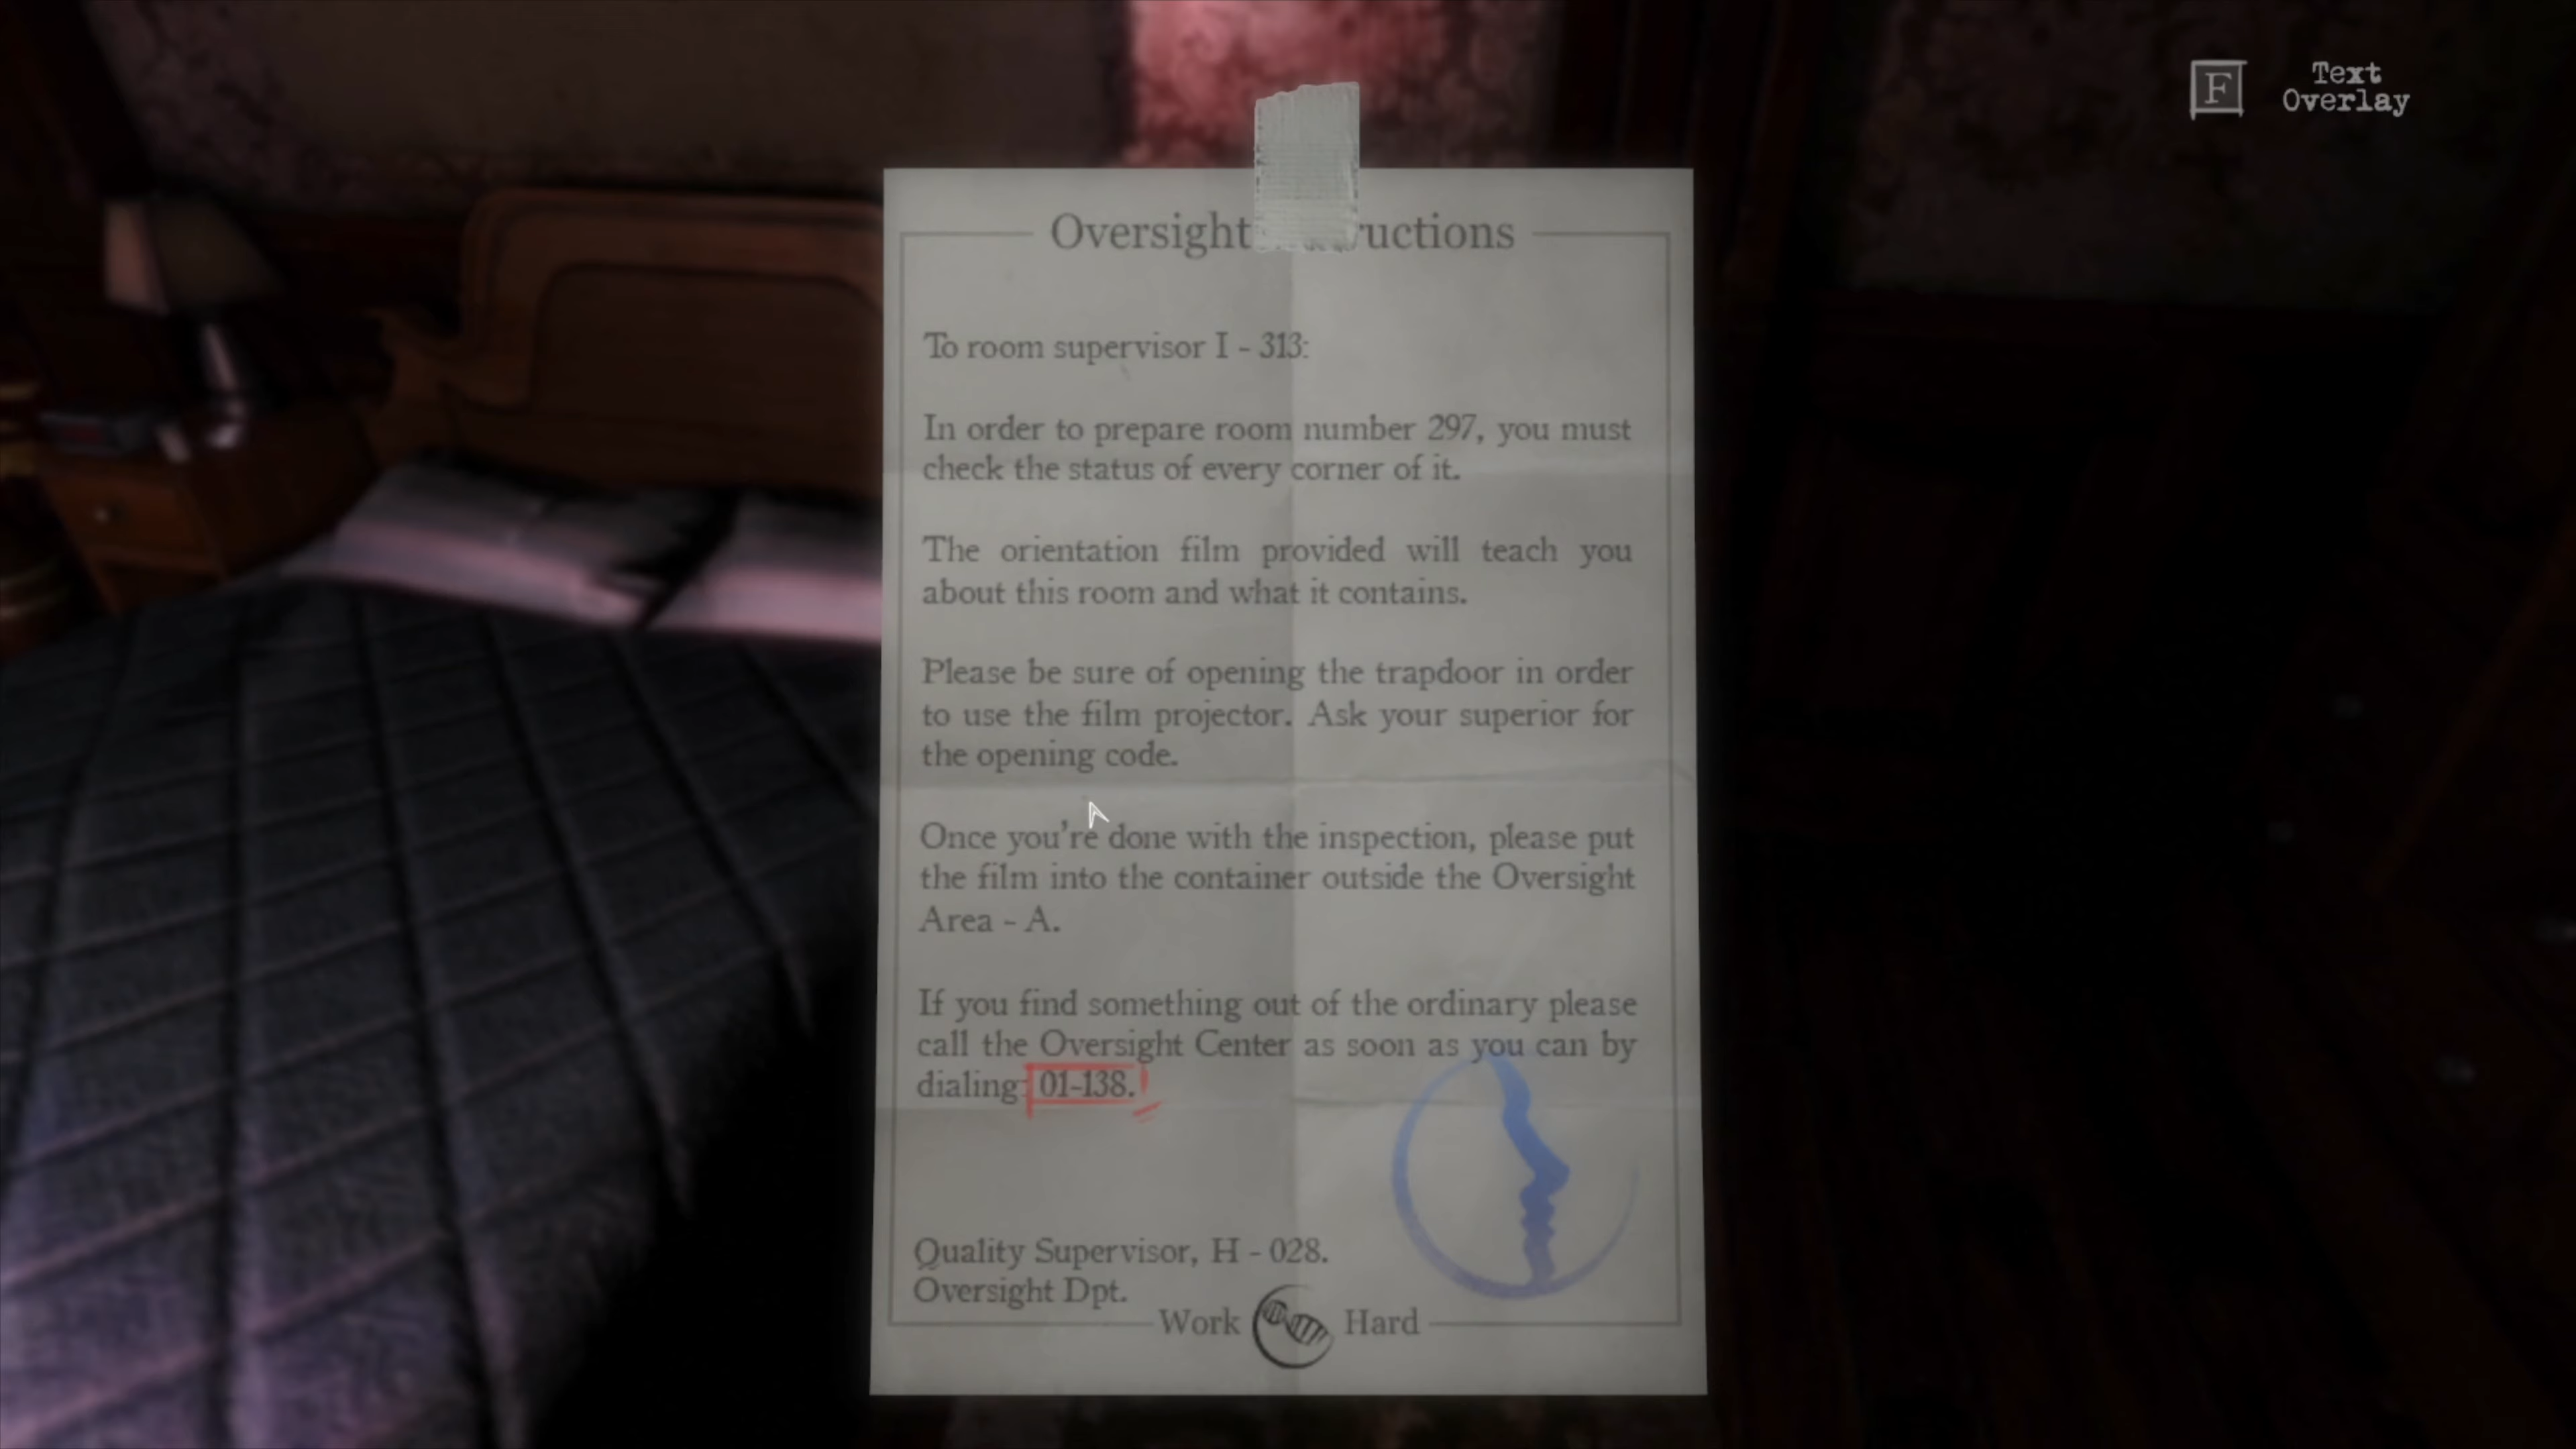 F Text
Overlay
Oversight uctions
To room supervisor I - 313:
In order to prepare room number 297, you must
check the status of every corner of it.
The orientation film provided will teach you
about this room and what it contains.
Please be sure of opening the trapdoor in order
to use the film projector. Ask your superior for
the opening code.
Once you're done with the inspection, please put
the film into the container outside the Oversight
Area - A.
If you find something out of the ordinary please
call the Oversight Center as soon as you can by
dialing: 01-138.
Quality Supervisor, H - 028.
Oversight Dpt.
Work Hard